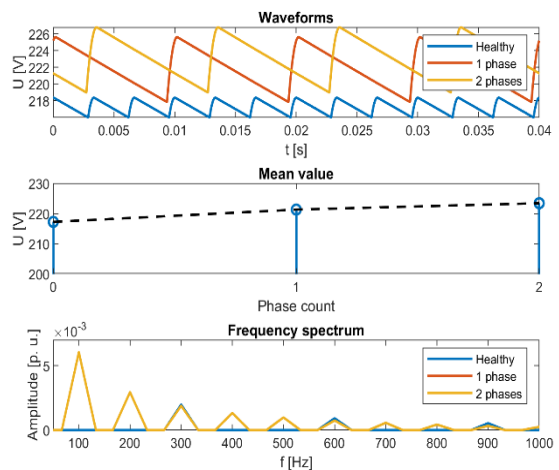 Waveforms
U [V]
226
224
222
220
218
Healthy
1 phase
2 phases
0
0.005
0.01
0.015
0.02
0.025
0.03
0.035
0.04
t [s]
Mean value
U [V]
230
220
210
200
0
1
2
Phase count
Frequency spectrum
×10⁻³
Amplitude [p. u.]
5
0
Healthy
1 phase
2 phases
100
200
300
400
500
600
700
800
900
1000
f [Hz]